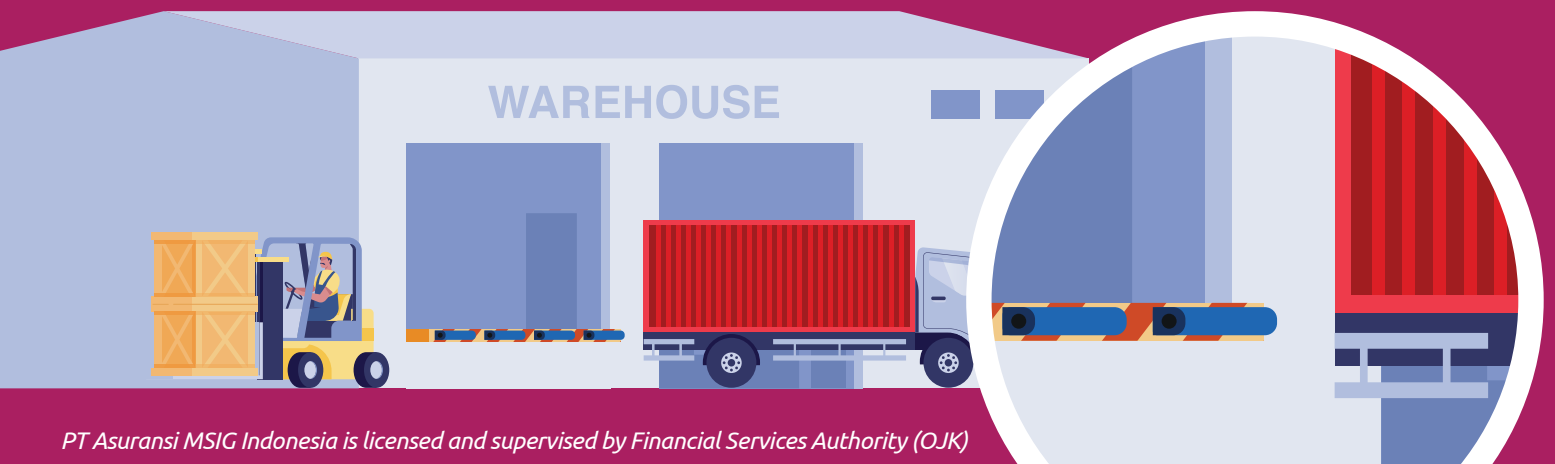 WAREHOUSE
PT Asuransi MSIG Indonesia is licensed and supervised by Financial Services Authority (OJK)